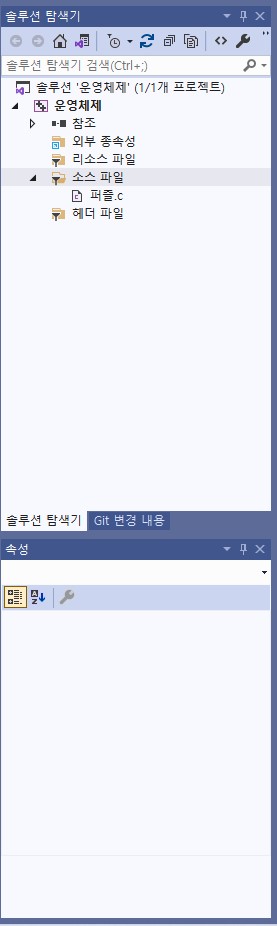 솔루션 탐색기
솔루션 탐색기 검색(Ctrl+;)
솔루션 '운영체제' (1/1개 프로젝트)
운영체제
참조
외부 종속성
리소스 파일
소스 파일
퍼즐.c
헤더 파일
솔루션 탐색기 Git 변경 내용
속성